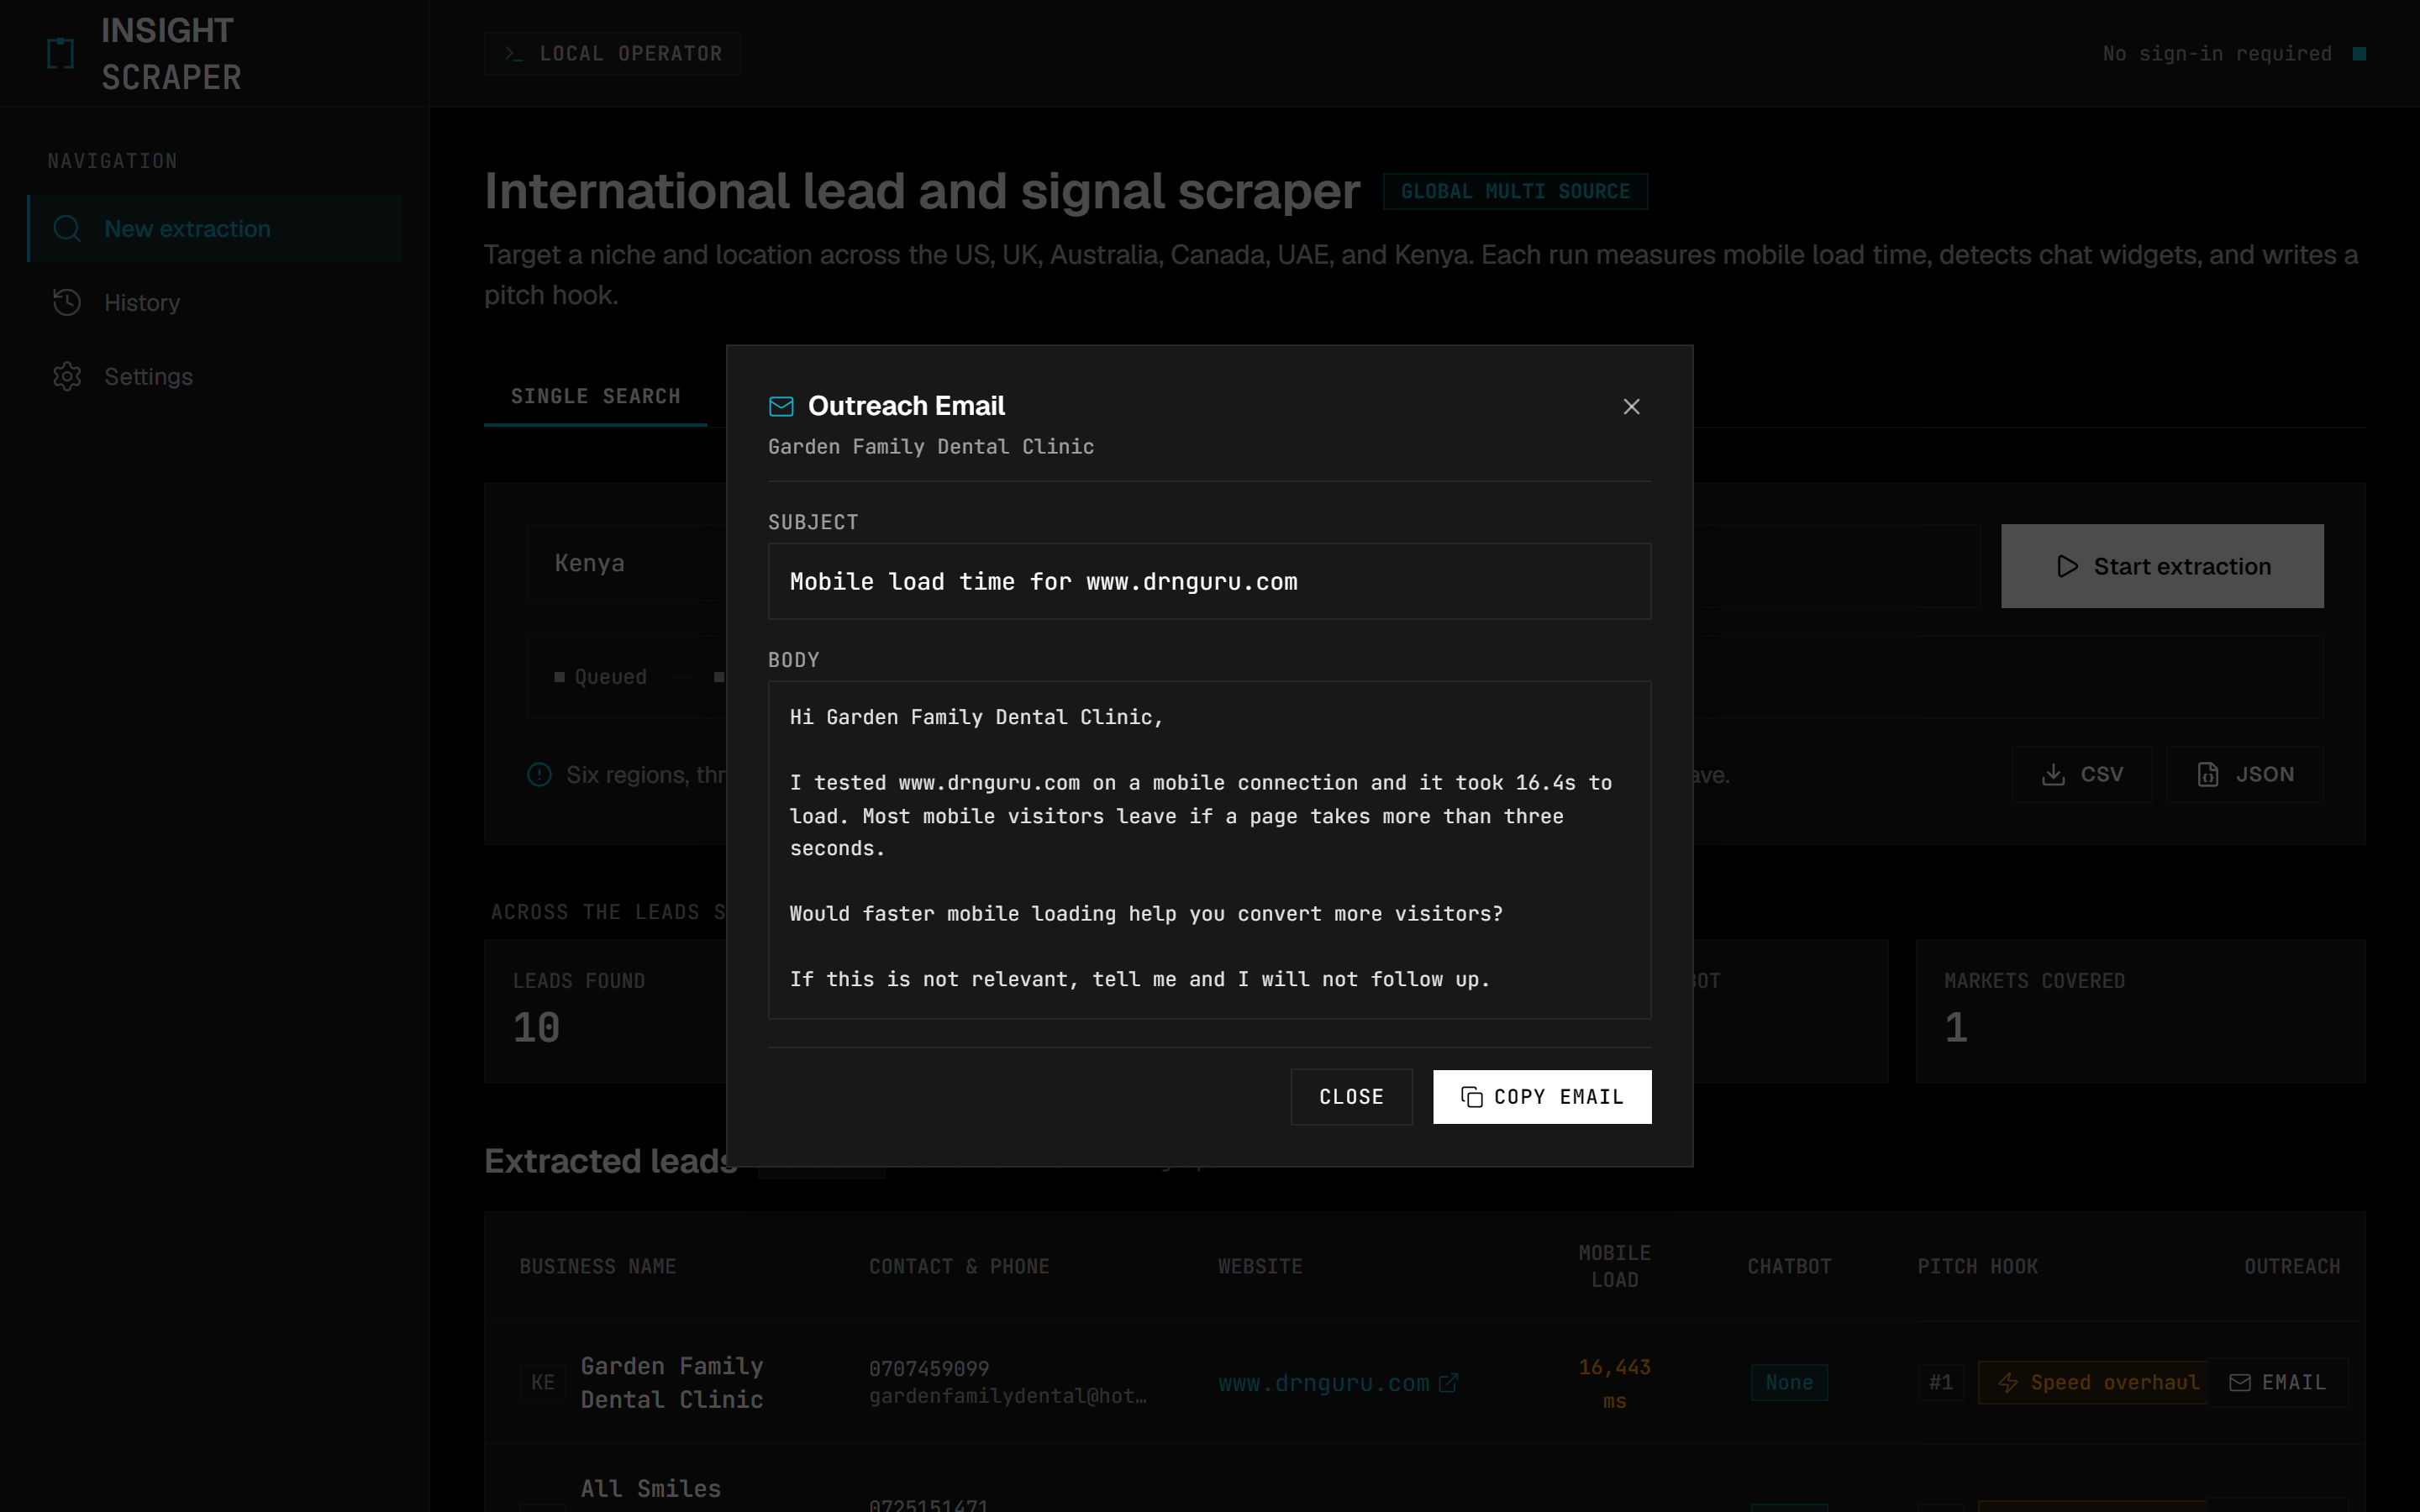 INSIGHT
SCRAPER
LOCAL OPERATOR
No sign-in required
NAVIGATION
New extraction
History
Settings
International lead and signal scraper
GLOBAL MULTI SOURCE
Target a niche and location across the US, UK, Australia, Canada, UAE, and Kenya. Each run measures mobile load time, detects chat widgets, and writes a
pitch hook.
SINGLE SEARCH
Outreach Email
Garden Family Dental Clinic
SUBJECT
Mobile load time for www.drnguru.com
BODY
Hi Garden Family Dental Clinic,
I tested www.drnguru.com on a mobile connection and it took 16.4s to
load. Most mobile visitors leave if a page takes more than three
seconds.
Would faster mobile loading help you convert more visitors?
If this is not relevant, tell me and I will not follow up.
CLOSE
COPY EMAIL
Kenya
Start extraction
Queued
Six regions,
CSV
JSON
ACROSS THE LEADS
LEADS FOUND
10
MARKETS COVERED
1
Extracted leads
BUSINESS NAME
CONTACT & PHONE
WEBSITE
MOBILE
LOAD
CHATBOT
PITCH HOOK
OUTREACH
KE
Garden Family
Dental Clinic
0707459099
gardenfamilydental@hot…
www.drnguru.com
16,443
ms
None
#1
Speed overhaul
EMAIL
All Smiles
0725151471